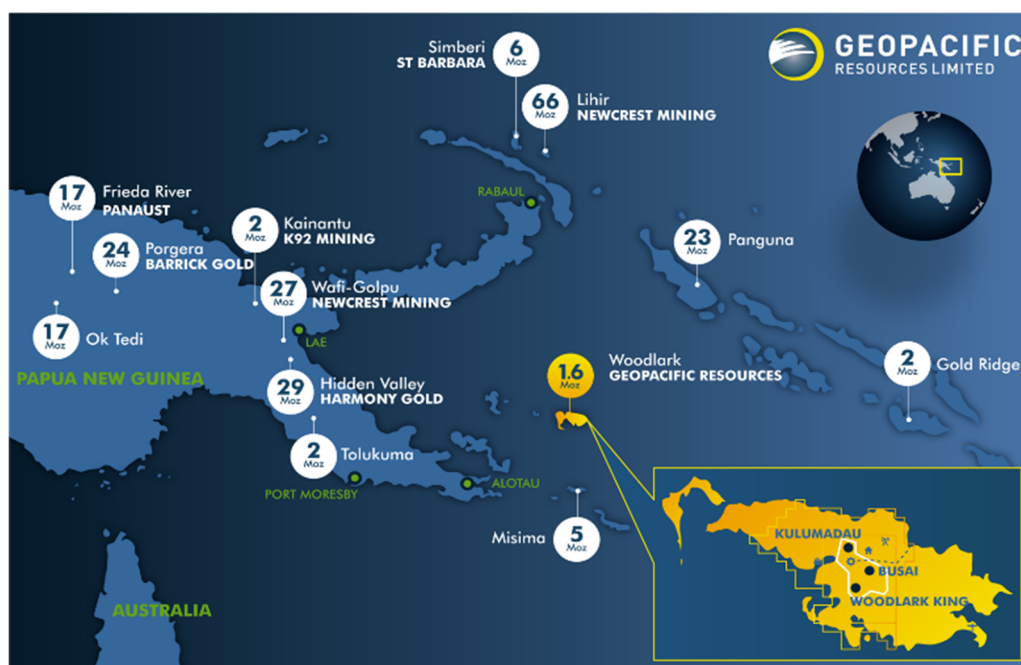 GEOPACIFIC
RESOURCES LIMITED
Simberi
ST BARBARA
6
Moz
66
Moz
Lihir
NEWCREST MINING
RABAUL
17
Moz
Frieda River
PANAUST
24
Moz
Porgera
BARRICK GOLD
2
Moz
Kainantu
K92 MINING
27
Moz
Wafi-Golpu
NEWCREST MINING
23
Moz
Panguna
17
Moz
Ok Tedi
LAE
PAPUA NEW GUINEA
29
Moz
Hidden Valley
HARMONY GOLD
1.6
Moz
Woodlark
GEOPACIFIC RESOURCES
2
Moz
Gold Ridge
2
Moz
Tolukuma
PORT MORESBY
ALOTAU
Misima
5
Moz
AUSTRALIA
KULUMADAU
BUSAI
WOODLARK KING